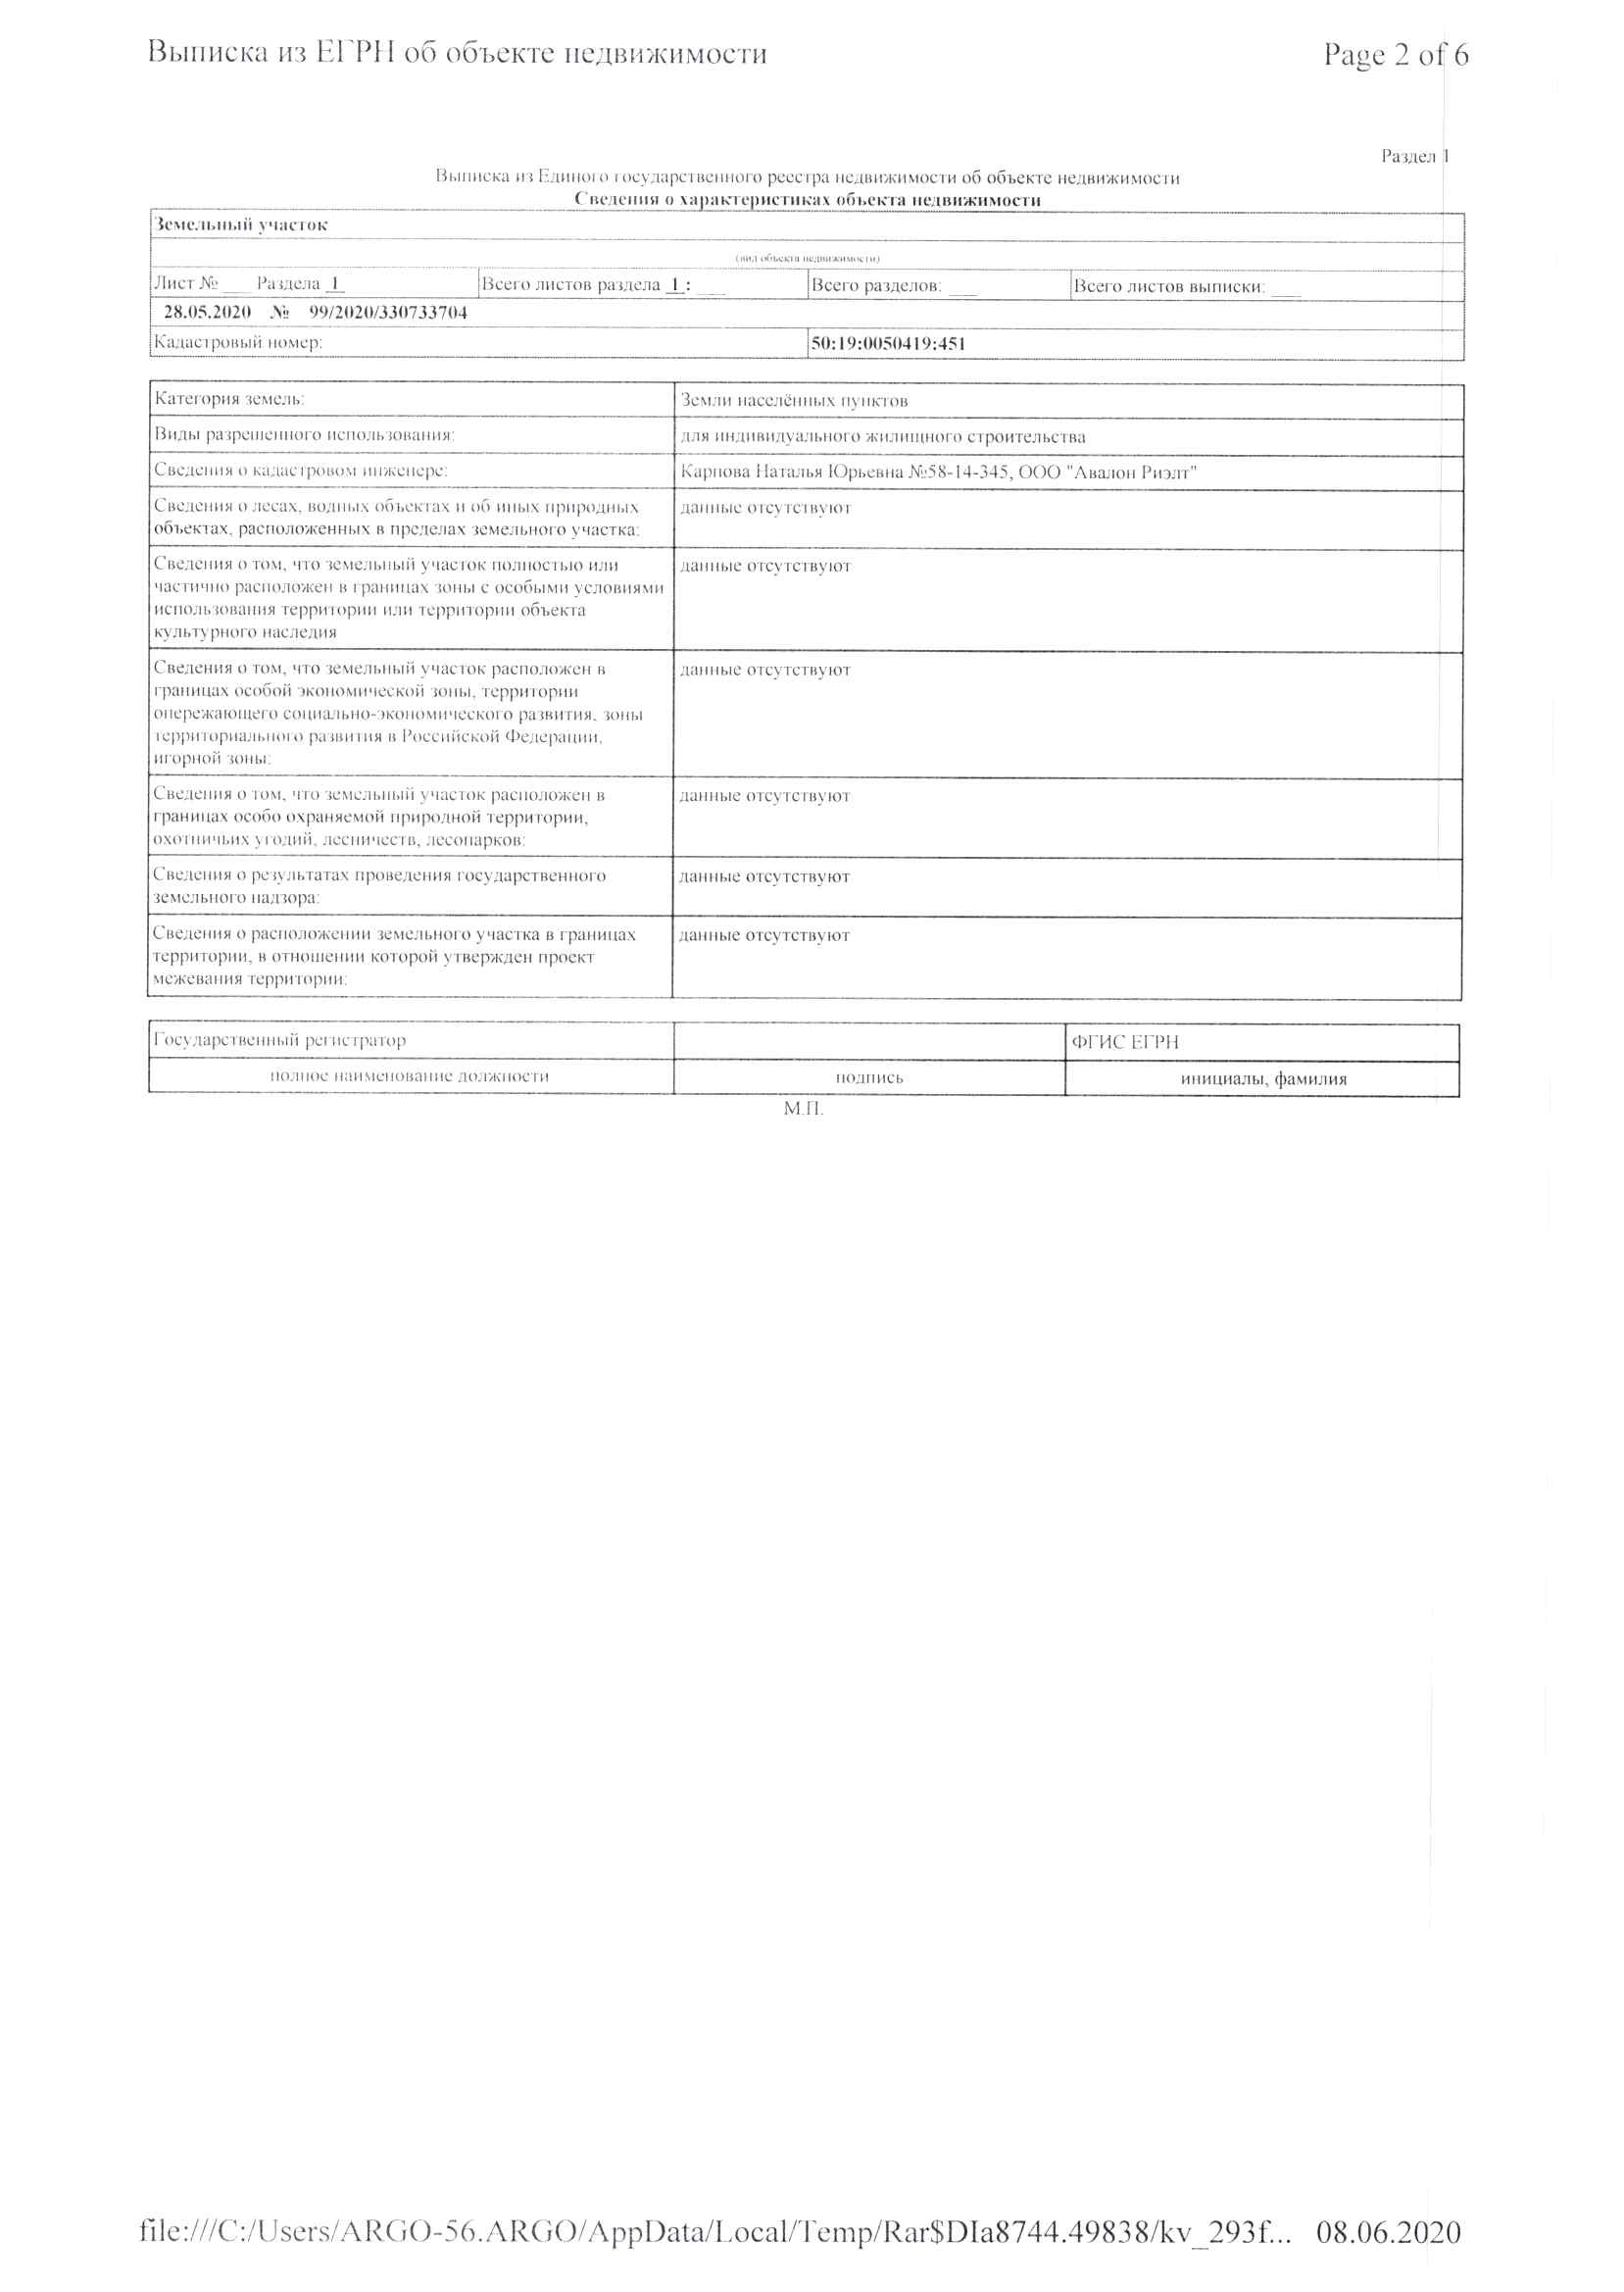 Выписка из ЕГРН об объекте недвижимости Page 2 of 6
Раздел 1
Выписка из Единого государственного реестра недвижимости об объекте недвижимости
Сведения о характеристиках объекта недвижимости
Земельный участок
(вид объекта недвижимости)
Лист № ___ Раздела 1 Всего листов раздела 1 : ___ Всего разделов: ___ Всего листов выписки: ___
28.05.2020 № 99/2020/330733704
Кадастровый номер: 50:19:0050419:451
Категория земель: Земли населённых пунктов
Виды разрешенного использования: для индивидуального жилищного строительства
Сведения о кадастровом инженере: Карпова Наталья Юрьевна №58-14-345, ООО "Авалон Риэлт"
Сведения о лесах, водных объектах и об иных природных данные отсутствуют
объектах, расположенных в пределах земельного участка:
Сведения о том, что земельный участок полностью или данные отсутствуют
частично расположен в границах зоны с особыми условиями
использования территории или территории объекта
культурного наследия
Сведения о том, что земельный участок расположен в данные отсутствуют
границах особой экономической зоны, территории
опережающего социально-экономического развития, зоны
территориального развития в Российской Федерации,
игорной зоны:
Сведения о том, что земельный участок расположен в данные отсутствуют
границах особо охраняемой природной территории,
охотничьих угодий, лесничеств, лесопарков:
Сведения о результатах проведения государственного данные отсутствуют
земельного надзора:
Сведения о расположении земельного участка в границах данные отсутствуют
территории, в отношении которой утвержден проект
межевания территории:
Государственный регистратор ФГИС ЕГРН
полное наименование должности подпись инициалы, фамилия
М.П.
file:///C:/Users/ARGO-56.ARGO/AppData/Local/Temp/Rar$DIa8744.49838/kv_293f... 08.06.2020